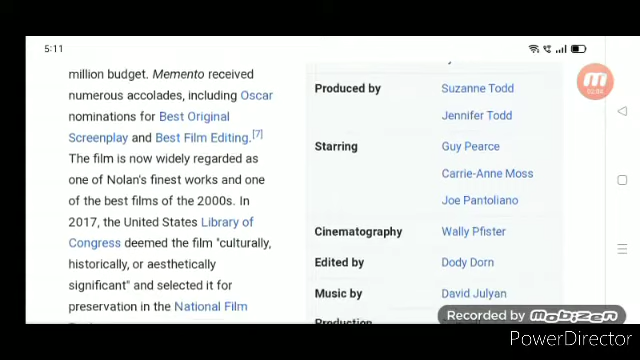 5:11
million budget. Memento received
numerous accolades, including Oscar
nominations for Best Original
Screenplay and Best Film Editing.[7]
The film is now widely regarded as
one of Nolan's finest works and one
of the best films of the 2000s. In
2017, the United States Library of
Congress deemed the film "culturally,
historically, or aesthetically
significant" and selected it for
preservation in the National Film
Produced by Suzanne Todd
Jennifer Todd
Starring Guy Pearce
Carrie-Anne Moss
Joe Pantoliano
Cinematography Wally Pfister
Edited by Dody Dorn
Music by David Julyan
Production
Recorded by mobizen
PowerDirector